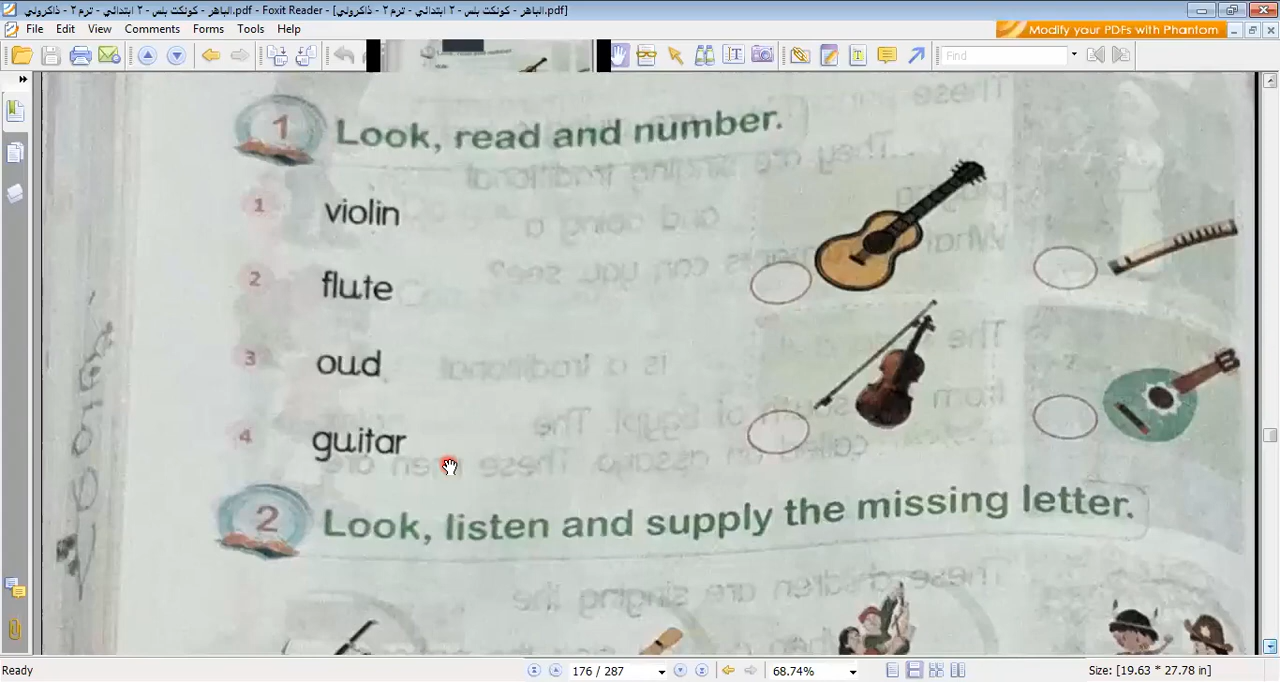 الباهر - كونكت بلس - ٢ ابتدائي - ترم ٢ - ذاكرولي.pdf - Foxit Reader - [الباهر - كونكت بلس - ٢ ابتدائي - ترم ٢ - ذاكرولي.pdf]
File Edit View Comments Forms Tools Help
Modify your PDFs with Phantom
Find
1 Look, read and number.
1 violin
2 flute
3 oud
4 guitar
2 Look, listen and supply the missing letter.
Ready
176 / 287
68.74%
Size: [19.63 * 27.78 in]